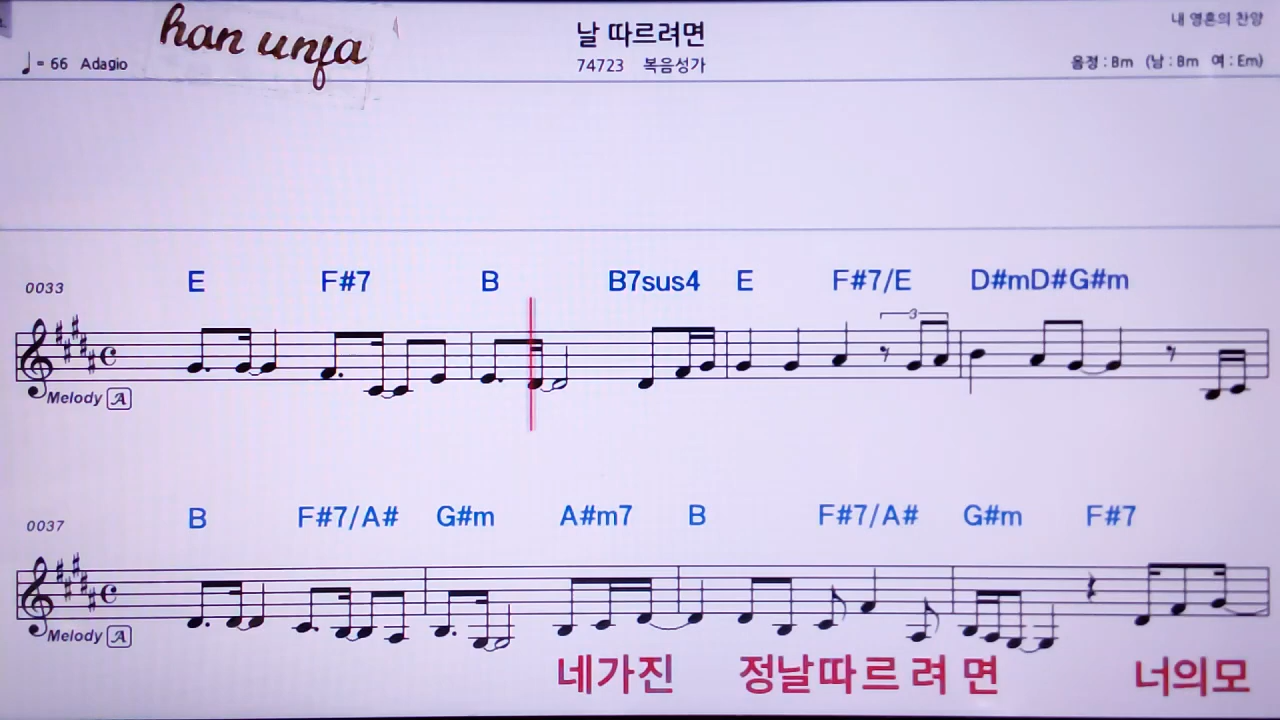 han unfa
날 따르려면
내 영혼의 찬양
♩= 66 Adagio
74723 복음성가
음정 : Bm (남 : Bm 여 : Em)
0033 E F#7 B B7sus4 E F#7/E D#mD#G#m
3
Melody A
0037 B F#7/A# G#m A#m7 B F#7/A# G#m F#7
Melody A
네가진 정날따르려면 너의모